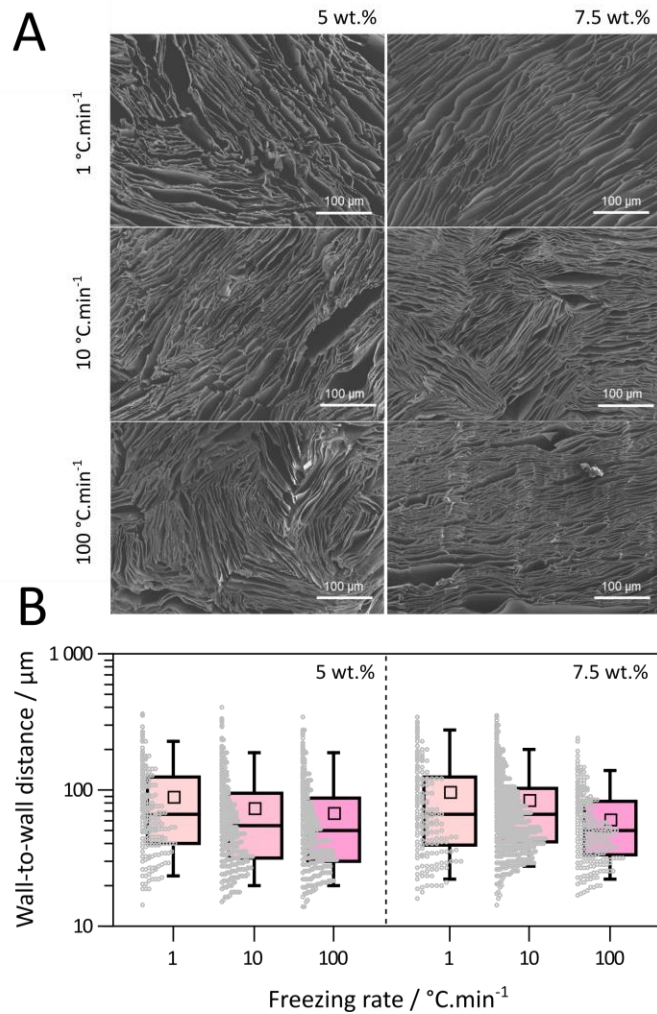 A
5 wt.% 7.5 wt.%
1 °C.min⁻¹
100 µm 100 µm
10 °C.min⁻¹
100 µm 100 µm
100 °C.min⁻¹
100 µm 100 µm
B
Wall-to-wall distance / µm
1 000
100
10
5 wt.% 7.5 wt.%
1 10 100 1 10 100
Freezing rate / °C.min⁻¹